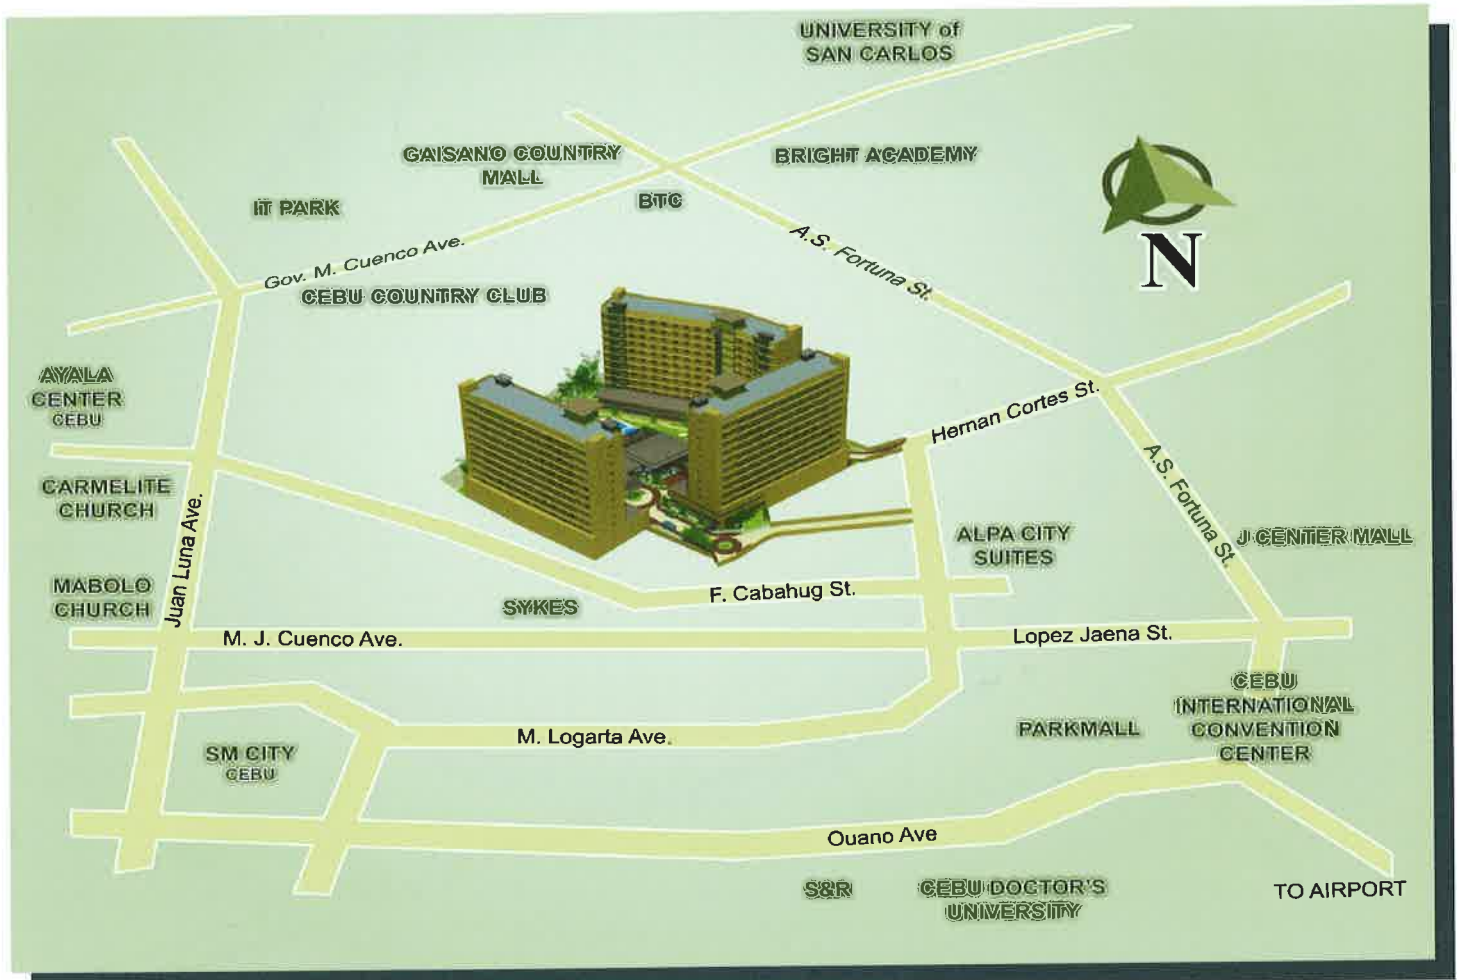 UNIVERSITY of
SAN CARLOS
GAISANO COUNTRY
MALL
BRIGHT ACADEMY
IT PARK
BTC
Gov. M. Cuenco Ave.
A.S. Fortuna St.
N
CEBU COUNTRY CLUB
AYALA
CENTER
CEBU
Hernan Cortes St.
CARMELITE
CHURCH
Juan Luna Ave.
A.S. Fortuna St.
ALPA CITY
SUITES
J CENTER MALL
MABOLO
CHURCH
SYKES
F. Cabahug St.
M. J. Cuenco Ave.
Lopez Jaena St.
CEBU
INTERNATIONAL
CONVENTION
CENTER
PARKMALL
M. Logarta Ave.
SM CITY
CEBU
Ouano Ave
S&R
CEBU DOCTOR'S
UNIVERSITY
TO AIRPORT